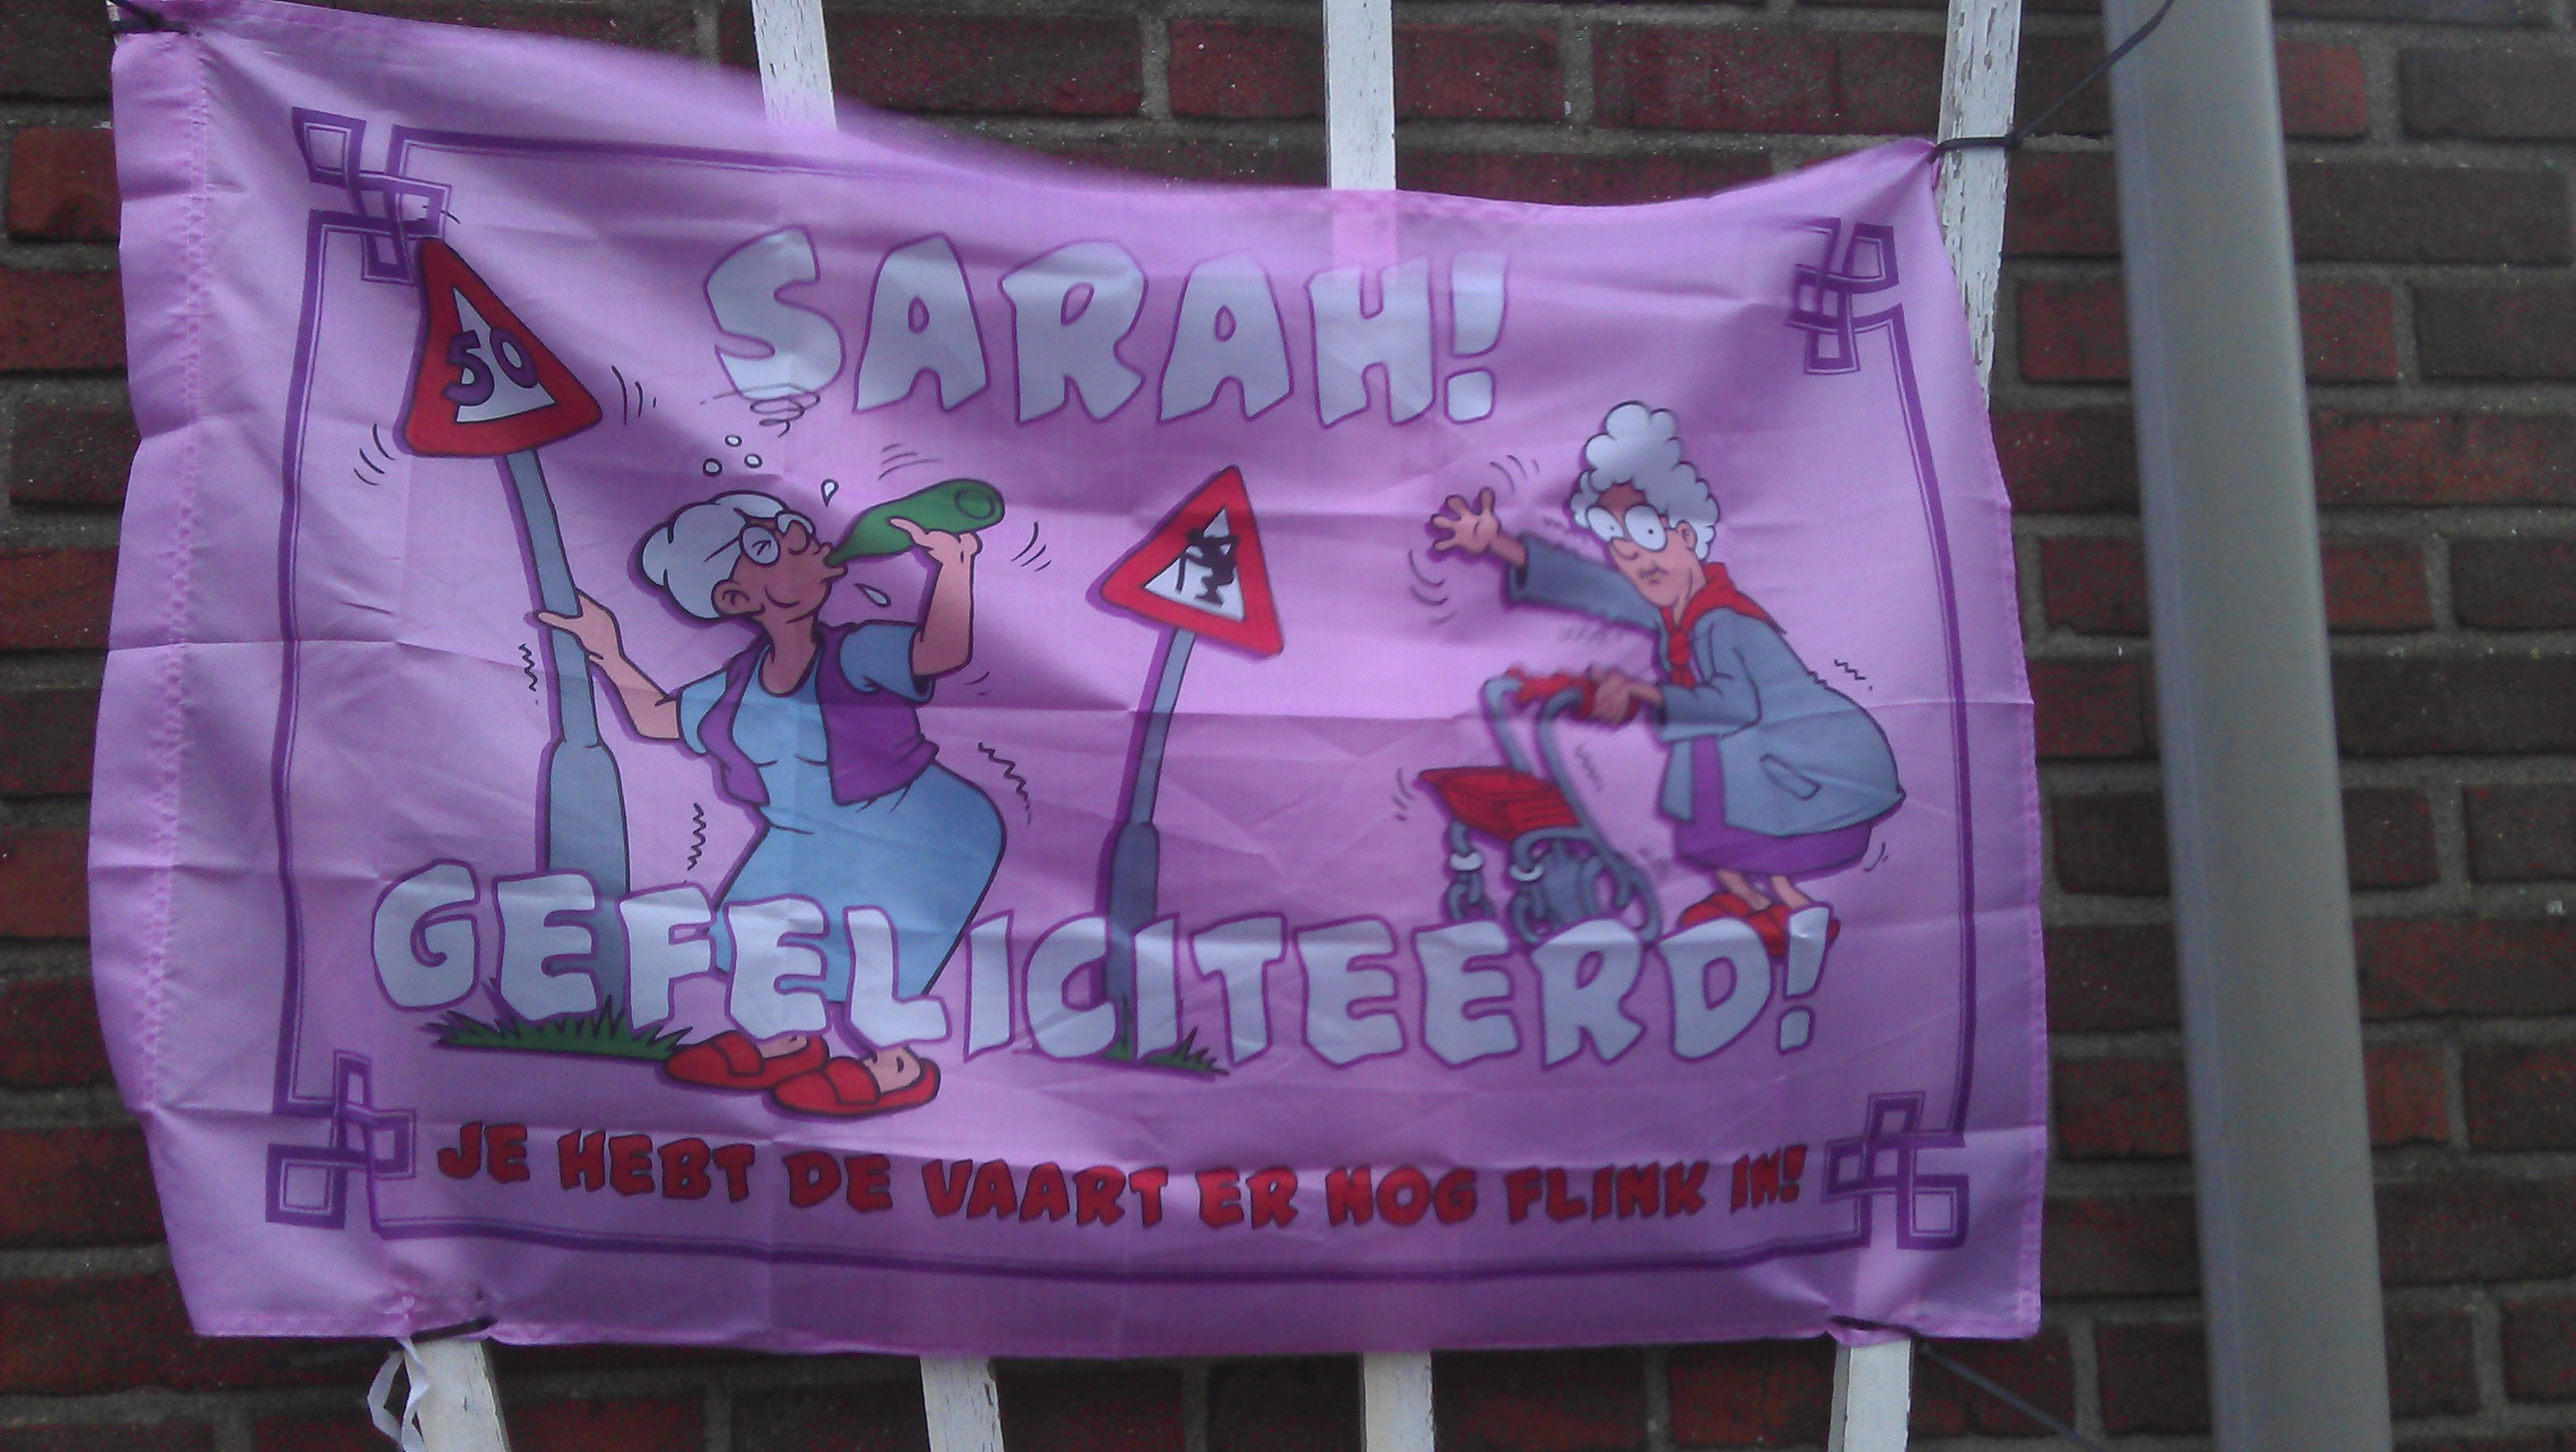 SARAH!
50
GEFELICITEERD!
JE HEBT DE VAART ER NOG FLINK IN!